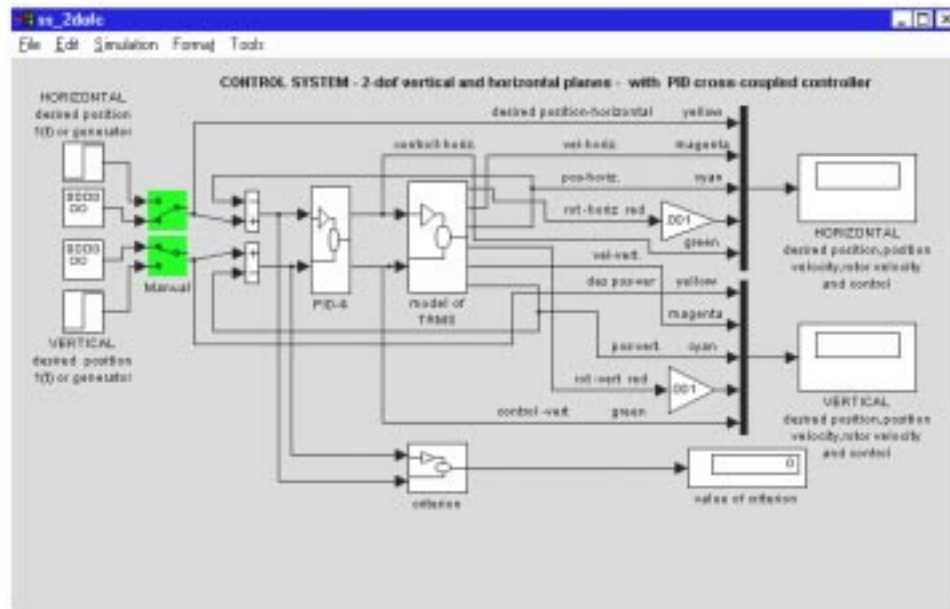 ss_2dofc
File Edit Simulation Format Tools
CONTROL SYSTEM - 2-dof vertical and horizontal planes - with PID cross-coupled controller
HORIZONTAL
desired position
f(t) or generator
desired position-horizontal yellow
controll-horiz. vel-horiz. magenta
pos-horiz. cyan
rot-horiz red
.001
green
HORIZONTAL
desired position,position
velocity,rotor velocity
and control
Manual
PID-6
model of
TRMS
vel-vert.
des pos-ver yellow
magenta
VERTICAL
desired position
f(t) or generator
pos-vert. cyan
rot-vert red
.001
control -vert green
VERTICAL
desired position,position
velocity,rotor velocity
and control
criterion
0
value of criterion